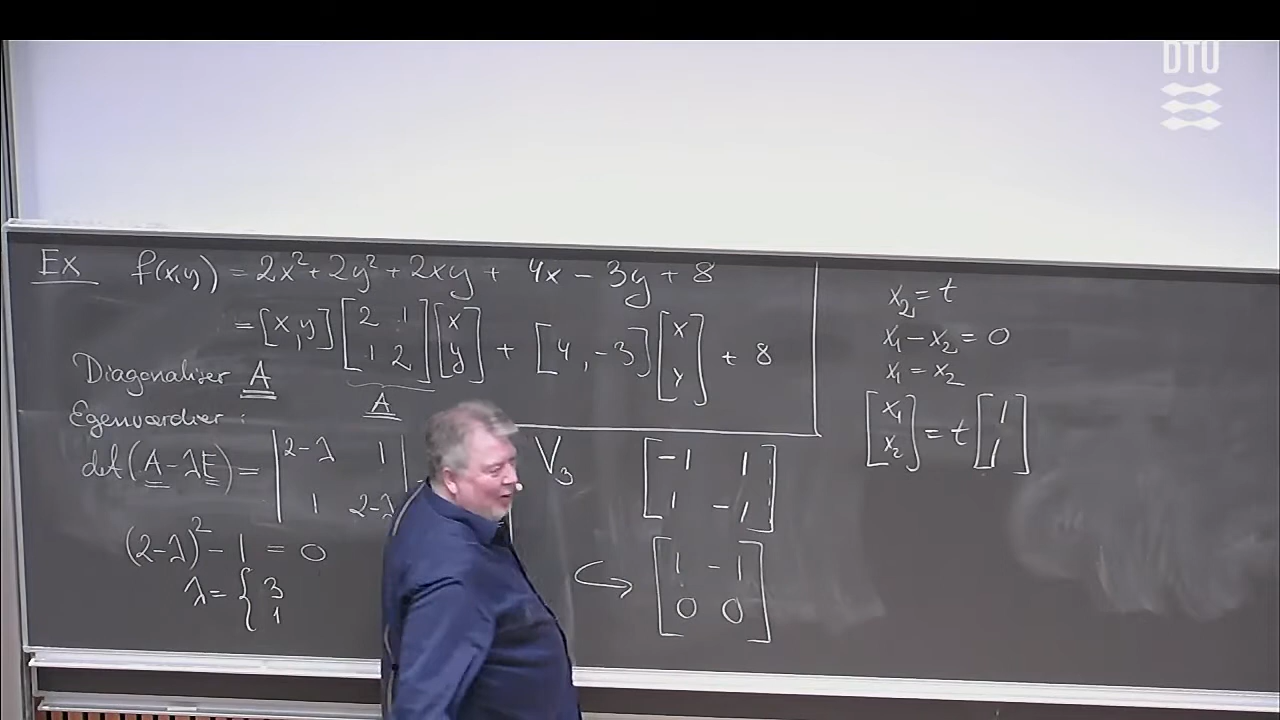 DTU
Ex f(x,y) = 2x² + 2y² + 2xy + 4x − 3y + 8
= [x,y] [2 1; 1 2] [x; y] + [4, −3] [x; y] + 8
A
Diagonaliser A
Egenværdier:
det(A − λE) = |2−λ 1; 1 2−λ|
(2−λ)² − 1 = 0
λ = { 3
1
V₃ [−1 1; 1 −1]
↪ [1 −1; 0 0]
x₂ = t
x₁ − x₂ = 0
x₁ = x₂
[x₁; x₂] = t [1; 1]